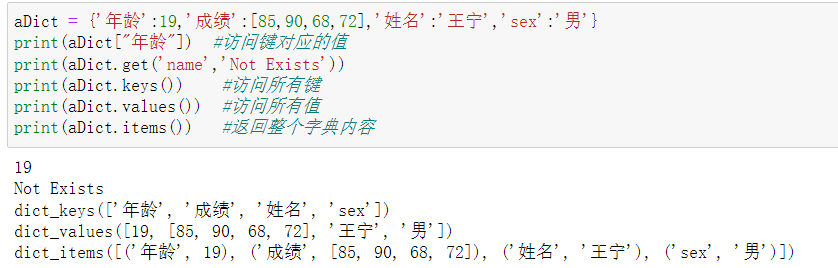 aDict = {'年龄':19,'成绩':[85,90,68,72],'姓名':'王宁','sex':'男'}
print(aDict["年龄"])  #访问键对应的值
print(aDict.get('name','Not Exists'))
print(aDict.keys())    #访问所有键
print(aDict.values())  #访问所有值
print(aDict.items())   #返回整个字典内容
19
Not Exists
dict_keys(['年龄', '成绩', '姓名', 'sex'])
dict_values([19, [85, 90, 68, 72], '王宁', '男'])
dict_items([('年龄', 19), ('成绩', [85, 90, 68, 72]), ('姓名', '王宁'), ('sex', '男')])